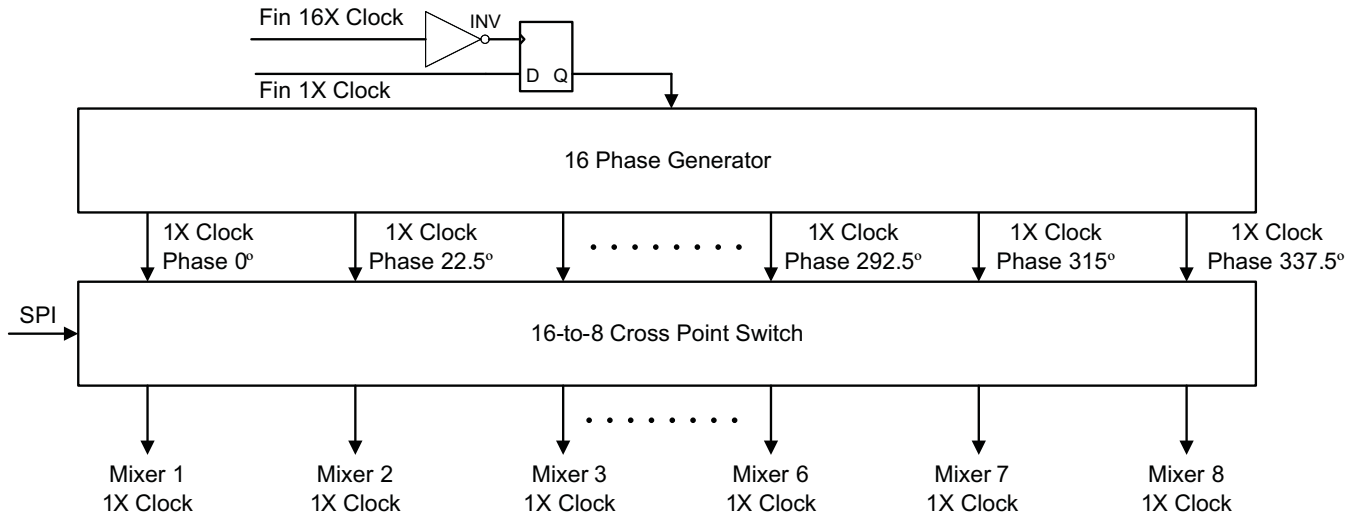 Fin 16X Clock
INV
D Q
Fin 1X Clock
16 Phase Generator
1X Clock
Phase 0º
1X Clock
Phase 22.5º
1X Clock
Phase 292.5º
1X Clock
Phase 315º
1X Clock
Phase 337.5º
SPI
16-to-8 Cross Point Switch
Mixer 1
1X Clock
Mixer 2
1X Clock
Mixer 3
1X Clock
Mixer 6
1X Clock
Mixer 7
1X Clock
Mixer 8
1X Clock